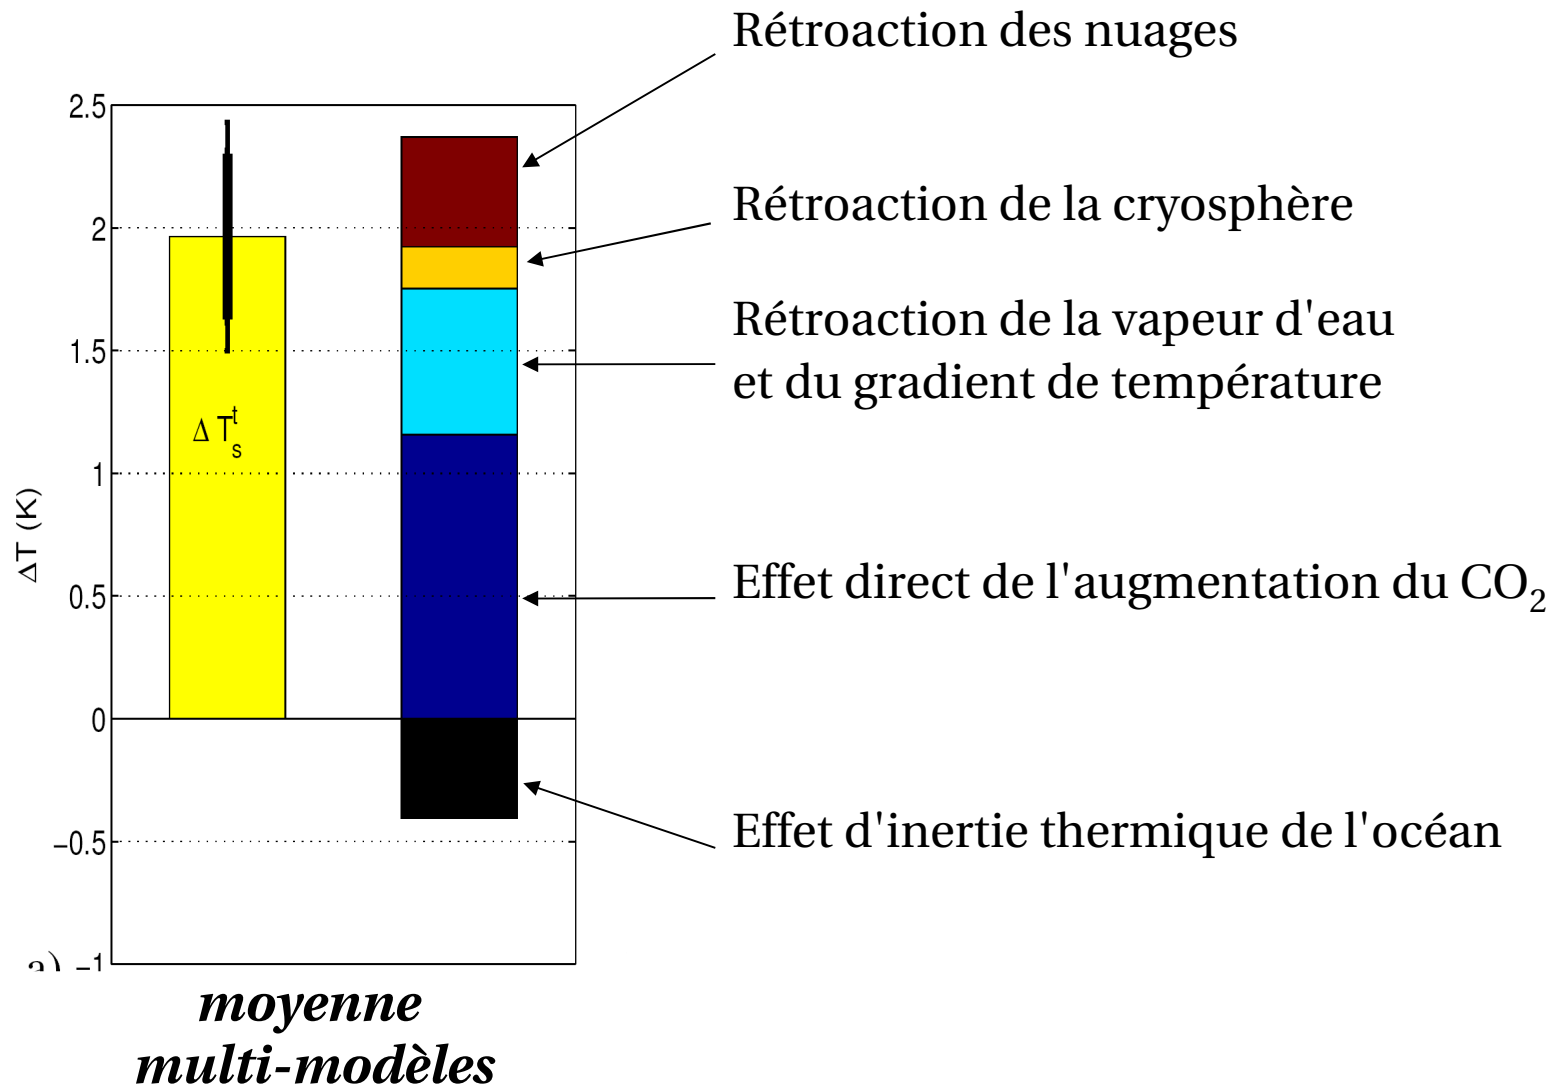 Rétroaction des nuages
2.5
Rétroaction de la cryosphère
2
Rétroaction de la vapeur d'eau
et du gradient de température
1.5
Δ T_s^t
1
ΔT (K)
Effet direct de l'augmentation du CO₂
0.5
0
Effet d'inertie thermique de l'océan
−0.5
a) −1
moyenne
multi-modèles